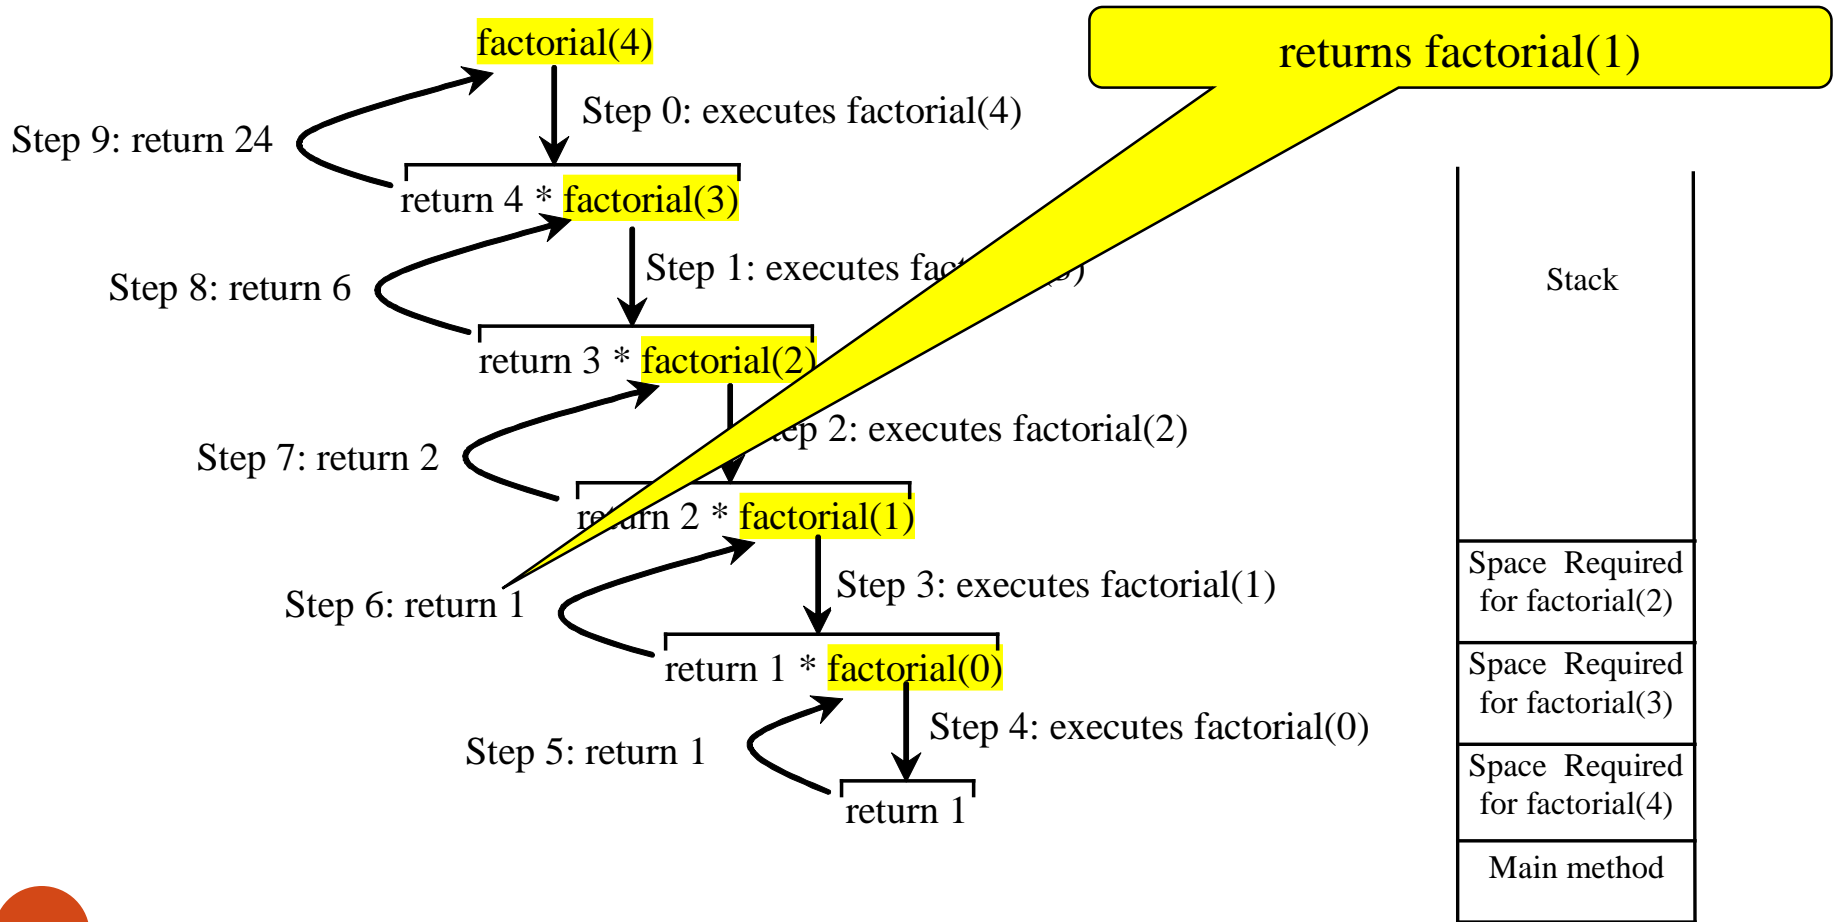 factorial(4)
returns factorial(1)
Step 0: executes factorial(4)
Step 9: return 24
return 4 * factorial(3)
Step 1: executes
Stack
Step 8: return 6
return 3 * factorial(2)
2: executes factorial(2)
Step 7: return 2
return 2 * factorial(1)
Step 3: executes factorial(1)
Step 6: return 1
Space Required
for factorial(2)
return 1 * factorial(0)
Space Required
for factorial(3)
Step 4: executes factorial(0)
Step 5: return 1
Space Required
for factorial(4)
return 1
Main method